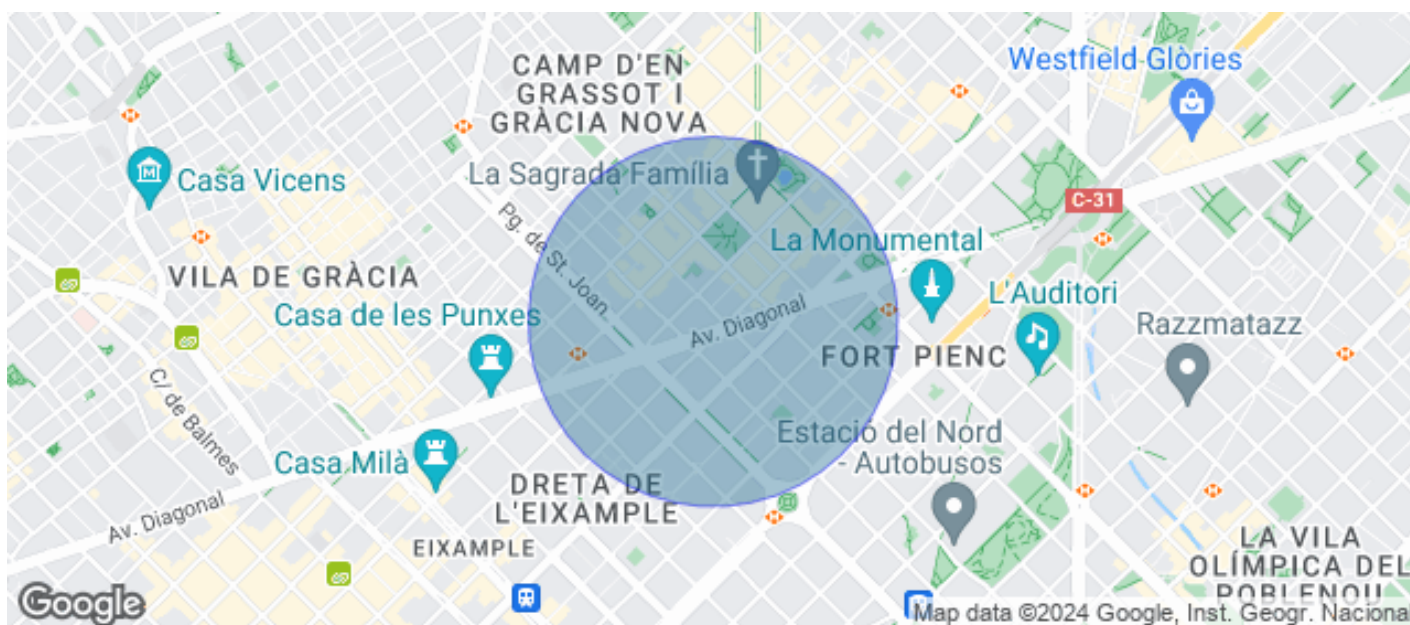 CAMP D'EN
GRASSOT I
GRÀCIA NOVA
Westfield Glòries
La Sagrada Família
Casa Vicens
C-31
Pg. de St. Joan
La Monumental
VILA DE GRÀCIA
L'Auditori
Casa de les Punxes
Av. Diagonal
Razzmatazz
FORT PIENC
C/ de Balmes
Estació del Nord
- Autobusos
Casa Milà
DRETA DE
L'EIXAMPLE
Av. Diagonal
EIXAMPLE
LA VILA
OLÍMPICA DEL
POBLENOU
Google
Map data ©2024 Google, Inst. Geogr. Nacional